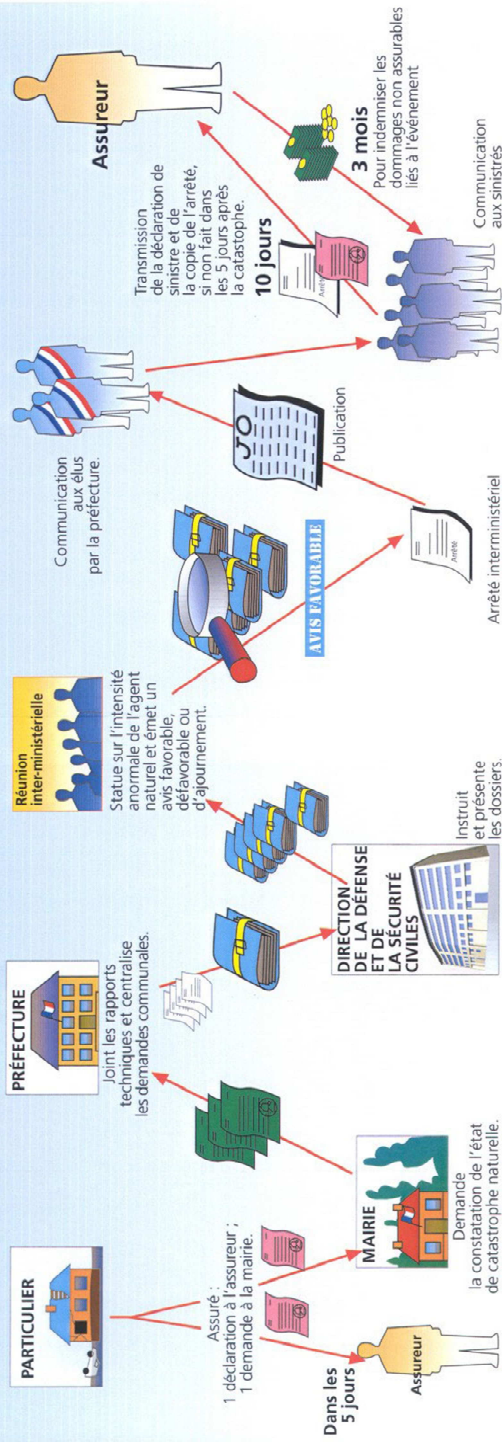 PARTICULIER
Assuré :
1 déclaration à l'assureur ;
1 demande à la mairie.
Dans les
5 jours
Assureur
MAIRIE
Demande
la constatation de l'état
de catastrophe naturelle.
PRÉFECTURE
Joint les rapports
techniques et centralise
les demandes communales.
DIRECTION
DE LA DÉFENSE
ET DE
LA SÉCURITÉ
CIVILES
Instruit
et présente
les dossiers.
Réunion
inter-ministérielle
Statue sur l'intensité
anormale de l'agent
naturel et émet un
avis favorable,
défavorable ou
d'ajournement.
AVIS FAVORABLE
Arrêté
Arrêté interministériel
JO
Publication
Communication
aux élus
par la préfecture.
Transmission
de la déclaration de
sinistre et de
la copie de l'arrêté,
si non fait dans
les 5 jours après
la catastrophe.
10 jours
Arrêté
Assureur
3 mois
Pour indemniser les
dommages non assurables
liés à l'événement
Communication
aux sinistrés